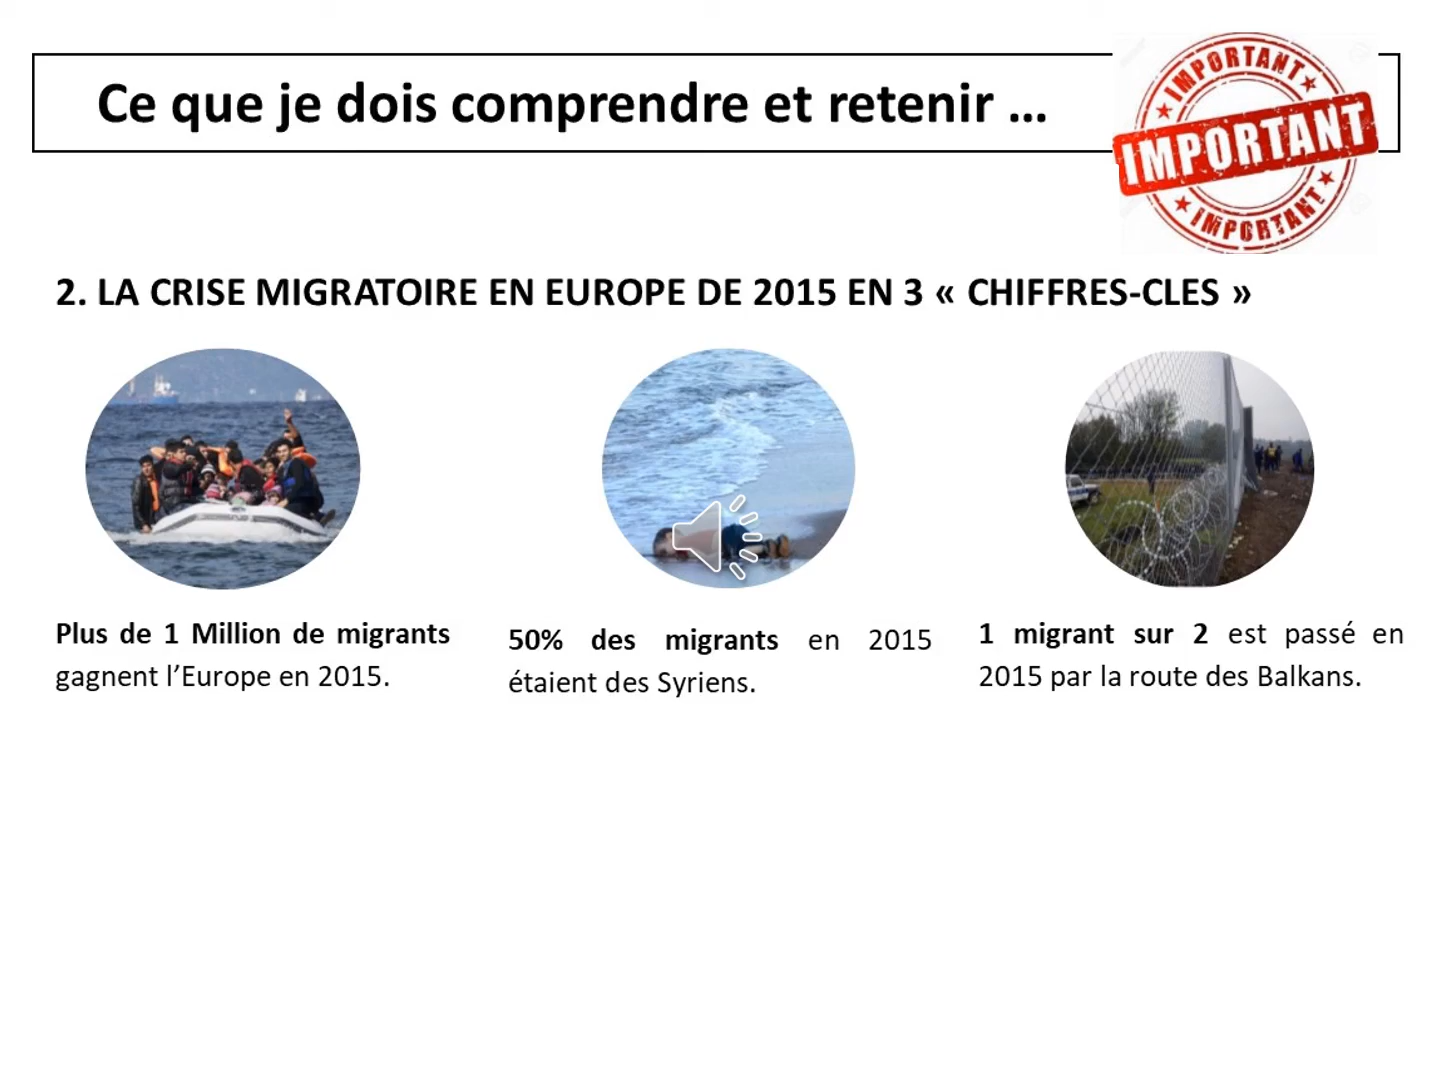 Ce que je dois comprendre et retenir ...
IMPORTANT
IMPORTANT
IMPORTANT
2. LA CRISE MIGRATOIRE EN EUROPE DE 2015 EN 3 « CHIFFRES-CLES »
Plus de 1 Million de migrants
gagnent l’Europe en 2015.
50% des migrants en 2015
étaient des Syriens.
1 migrant sur 2 est passé en
2015 par la route des Balkans.